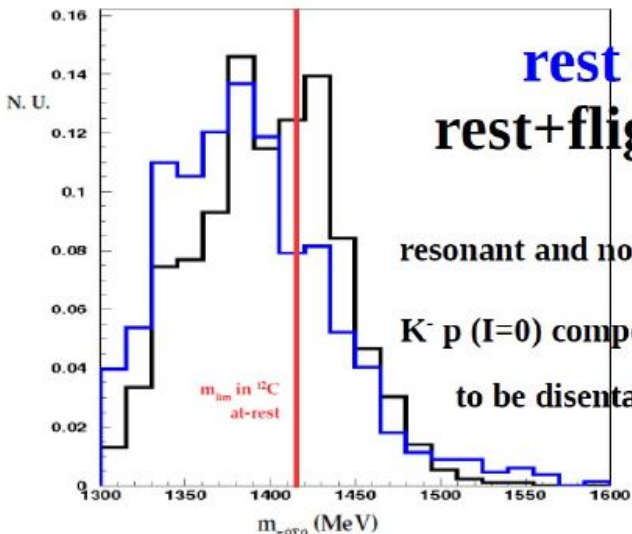 0.16
0.14
0.12
0.1
0.08
0.06
0.04
0.02
0
N. U.
rest
rest+flig
resonant and no
K⁻ p (I=0) comp
to be disenta
m_lim in ¹²C
at-rest
1300 1350 1400 1450 1500 1550 1600
m_π⁰Σ⁰ (MeV)